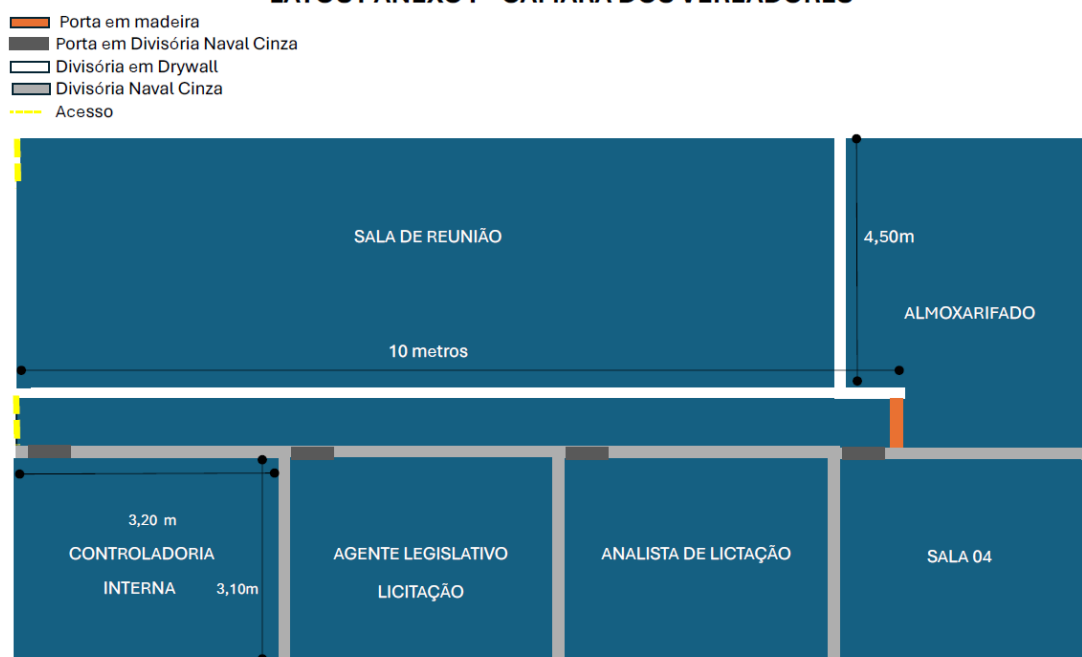 Porta em madeira
Porta em Divisória Naval Cinza
Divisória em Drywall
Divisória Naval Cinza
Acesso
SALA DE REUNIÃO
4,50m
ALMOXARIFADO
10 metros
3,20 m
CONTROLADORIA
INTERNA
3,10m
AGENTE LEGISLATIVO
LICITAÇÃO
ANALISTA DE LICTAÇÃO
SALA 04